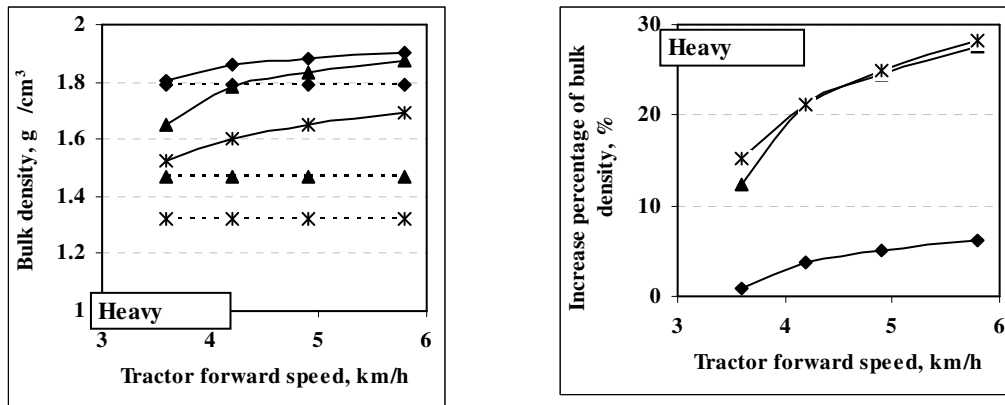 2
1.8
1.6
1.4
1.2
1
Bulk density, g /cm³
Heavy
3 4 5 6
Tractor forward speed, km/h
30
20
10
0
Increase percentage of bulk
density, %
Heavy
3 4 5 6
Tractor forward speed, km/h